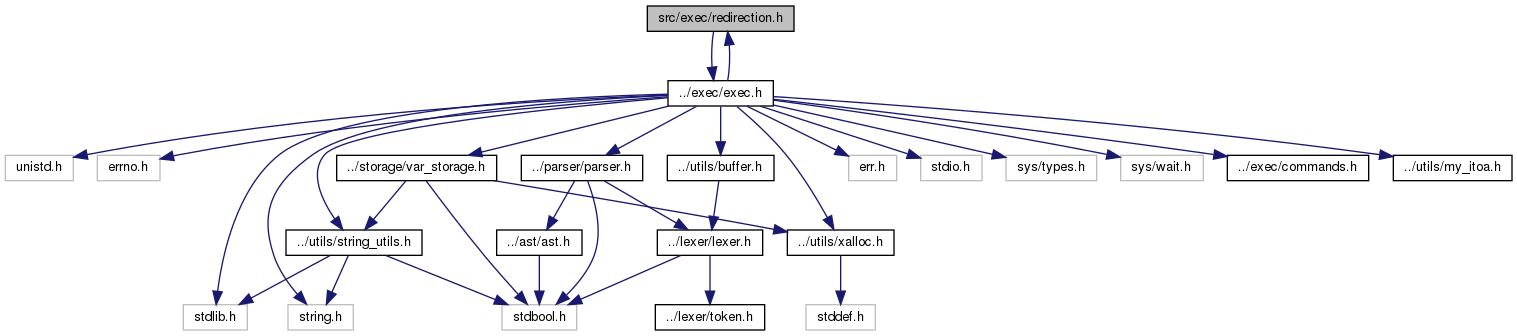 src/exec/redirection.h
../exec/exec.h
unistd.h
errno.h
../storage/var_storage.h
../parser/parser.h
../utils/buffer.h
err.h
stdio.h
sys/types.h
sys/wait.h
../exec/commands.h
../utils/my_itoa.h
../utils/string_utils.h
../ast/ast.h
../lexer/lexer.h
../utils/xalloc.h
stdlib.h
string.h
stdbool.h
../lexer/token.h
stddef.h